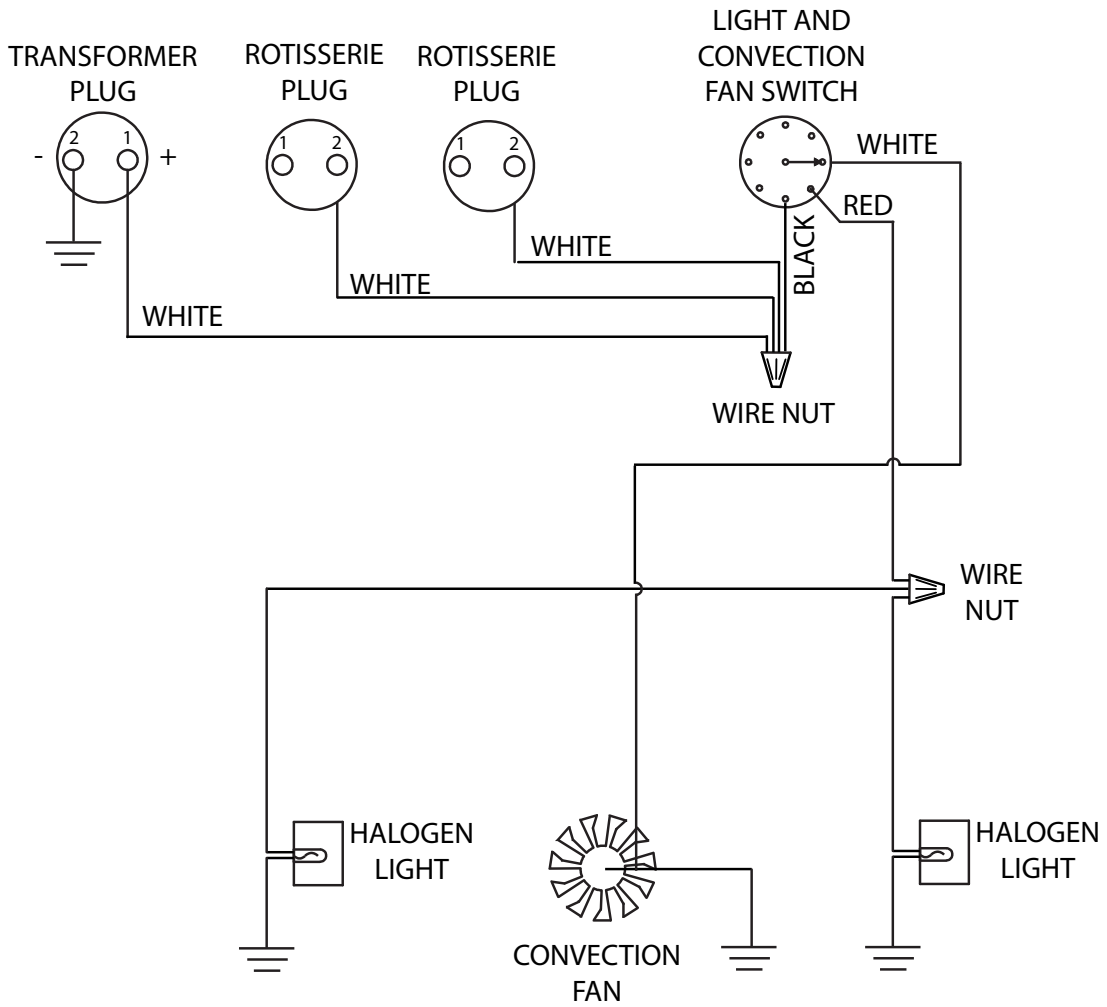 LIGHT AND
CONVECTION
FAN SWITCH
TRANSFORMER
PLUG
ROTISSERIE
PLUG
ROTISSERIE
PLUG
- 2 1 +
1 2
1 2
WHITE
RED
BLACK
WHITE
WHITE
WHITE
WIRE NUT
WIRE
NUT
HALOGEN
LIGHT
CONVECTION
FAN
HALOGEN
LIGHT